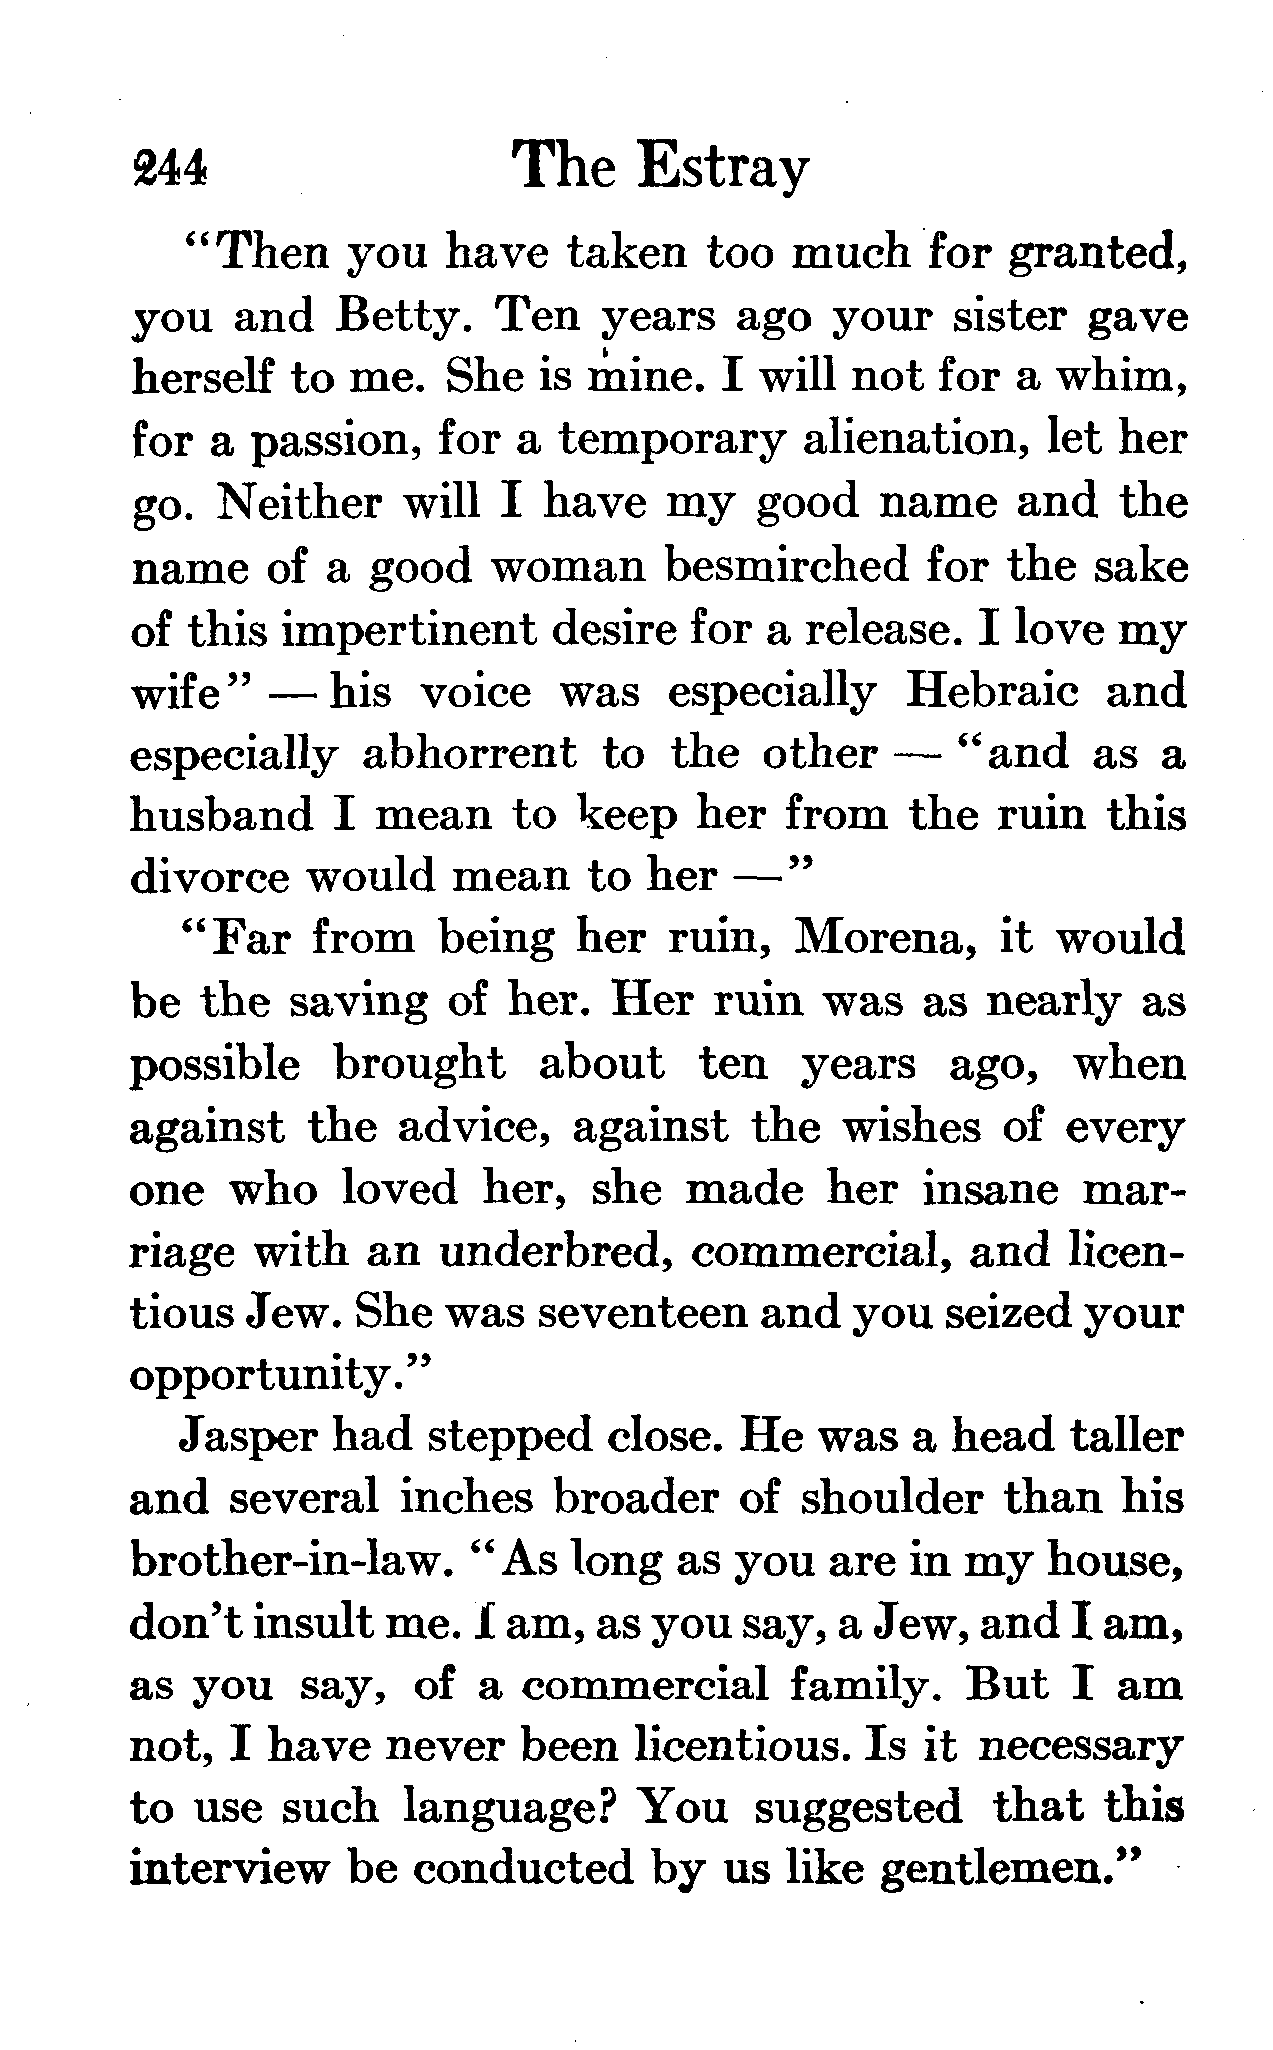 244 The Estray
"Then you have taken too much for granted,
you and Betty. Ten years ago your sister gave
herself to me. She is mine. I will not for a whim,
for a passion, for a temporary alienation, let her
go. Neither will I have my good name and the
name of a good woman besmirched for the sake
of this impertinent desire for a release. I love my
wife" — his voice was especially Hebraic and
especially abhorrent to the other — "and as a
husband I mean to keep her from the ruin this
divorce would mean to her —"
"Far from being her ruin, Morena, it would
be the saving of her. Her ruin was as nearly as
possible brought about ten years ago, when
against the advice, against the wishes of every
one who loved her, she made her insane mar-
riage with an underbred, commercial, and licen-
tious Jew. She was seventeen and you seized your
opportunity."
Jasper had stepped close. He was a head taller
and several inches broader of shoulder than his
brother-in-law. "As long as you are in my house,
don't insult me. I am, as you say, a Jew, and I am,
as you say, of a commercial family. But I am
not, I have never been licentious. Is it necessary
to use such language? You suggested that this
interview be conducted by us like gentlemen."